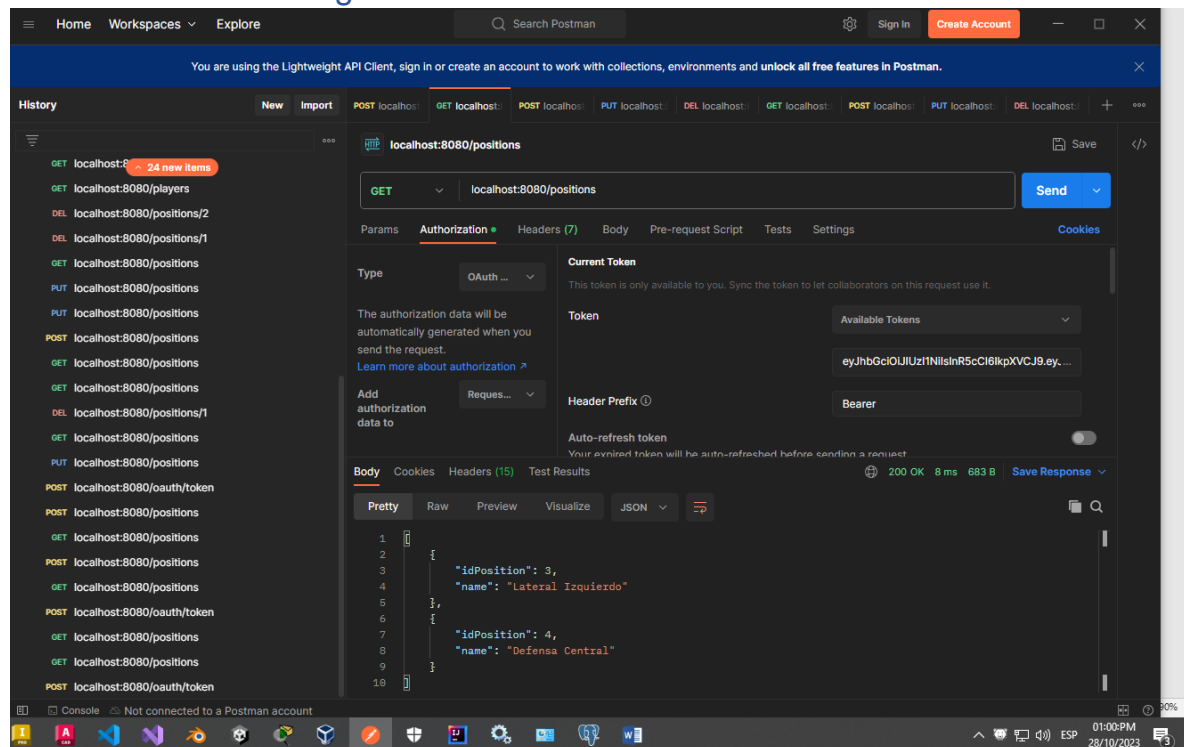 Home Workspaces Explore Search Postman Sign In Create Account
You are using the Lightweight API Client, sign in or create an account to work with collections, environments and unlock all free features in Postman.
History New Import
POST localhost GET localhost: POST localhost PUT localhost: DEL localhost: GET localhost: POST localhost PUT localhost: DEL localhost:
24 new items
GET localhost:8
GET localhost:8080/players
DEL localhost:8080/positions/2
DEL localhost:8080/positions/1
GET localhost:8080/positions
PUT localhost:8080/positions
PUT localhost:8080/positions
POST localhost:8080/positions
GET localhost:8080/positions
GET localhost:8080/positions
DEL localhost:8080/positions/1
GET localhost:8080/positions
PUT localhost:8080/positions
POST localhost:8080/oauth/token
POST localhost:8080/positions
GET localhost:8080/positions
POST localhost:8080/positions
GET localhost:8080/positions
POST localhost:8080/oauth/token
GET localhost:8080/positions
GET localhost:8080/positions
POST localhost:8080/oauth/token
HTTP localhost:8080/positions Save </>
GET localhost:8080/positions Send
Params Authorization Headers (7) Body Pre-request Script Tests Settings Cookies
Type OAuth ...
The authorization data will be
automatically generated when you
send the request.
Learn more about authorization
Add
authorization
data to
Reques...
Current Token
This token is only available to you. Sync the token to let collaborators on this request use it.
Token Available Tokens
Header Prefix Bearer
Auto-refresh token
Your expired token will be auto-refreshed before sending a request.
Body Cookies Headers (15) Test Results 200 OK 8 ms 683 B Save Response
Pretty Raw Preview Visualize JSON
1 [
2 {
3 "idPosition": 3,
4 "name": "Lateral Izquierdo"
5 },
6 {
7 "idPosition": 4,
8 "name": "Defensa Central"
9 }
10 ]
Console Not connected to a Postman account
90%
ESP
01:00:PM
28/10/2023